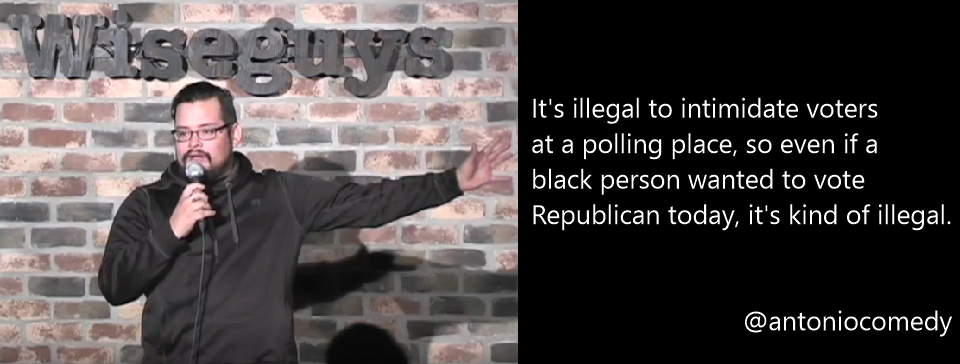 Wiseguys
It's illegal to intimidate voters
at a polling place, so even if a
black person wanted to vote
Republican today, it's kind of illegal.
@antoniocomedy